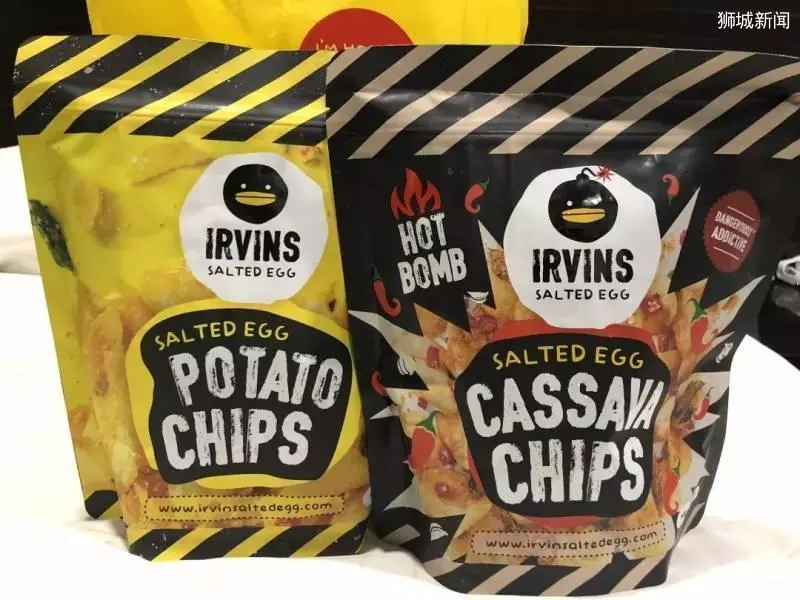 狮城新闻
I'M HO
IRVINS
SALTED EGG
SALTED EGG
POTATO
CHIPS
www.irvinsaltedegg.com
HOT
BOMB
IRVINS
SALTED EGG
DANGEROUSLY
ADDICTIVE
SALTED EGG
CASSAVA
CHIPS
www.irvinsaltedegg.com